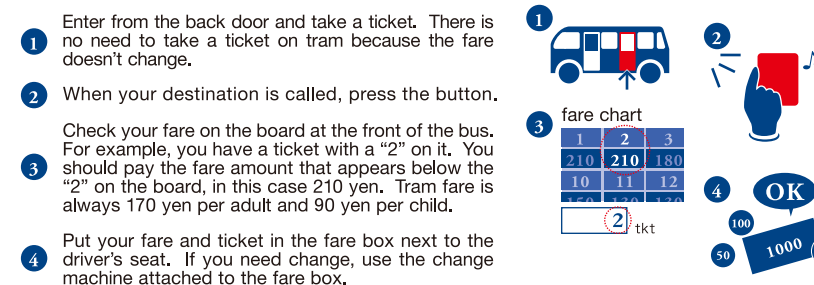 1 Enter from the back door and take a ticket. There is
no need to take a ticket on tram because the fare
doesn't change.
2 When your destination is called, press the button.
3 Check your fare on the board at the front of the bus.
For example, you have a ticket with a "2" on it. You
should pay the fare amount that appears below the
"2" on the board, in this case 210 yen. Tram fare is
always 170 yen per adult and 90 yen per child.
4 Put your fare and ticket in the fare box next to the
driver's seat. If you need change, use the change
machine attached to the fare box.
1
2
3 fare chart
1 2 3
210 210 180
10 11 12
150 130 130
2 tkt
4 OK
100
50 1000